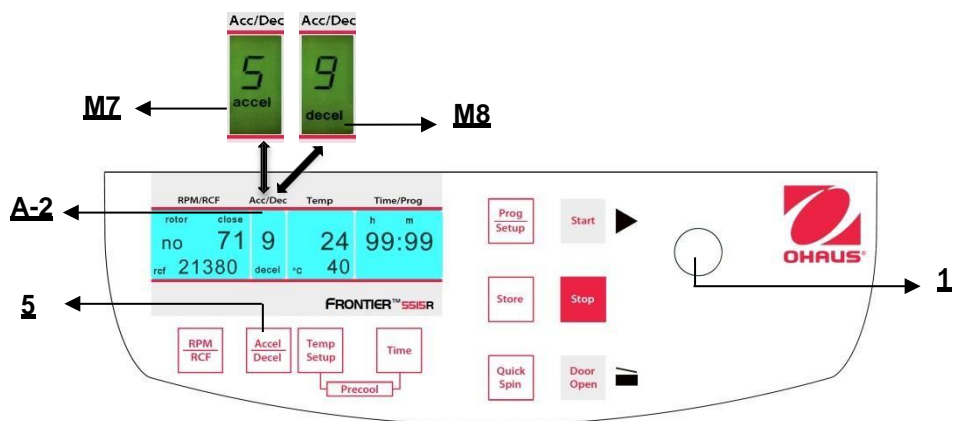 Acc/Dec Acc/Dec
5 9
accel decel
M7 M8
A-2
RPM/RCF Acc/Dec Temp Time/Prog
rotor close h m
no 71 9 24 99:99
rcf 21380 decel °C 40
5
FRONTIER™ 5515R
RPM
RCF
Accel
Decel
Temp
Setup
Time
Precool
Prog
Setup
Start
Store
Stop
Quick
Spin
Door
Open
OHAUS®
1